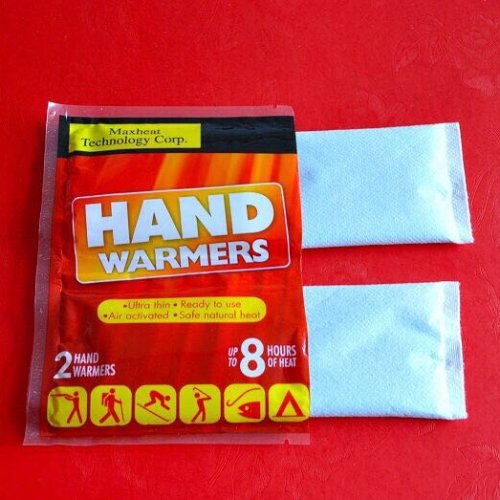 Maxheat
Technology Corp.
HAND
WARMERS
• Ultra thin • Ready to use
• Air activated • Safe natural heat
2 HAND
WARMERS
UP
TO 8 HOURS
OF HEAT